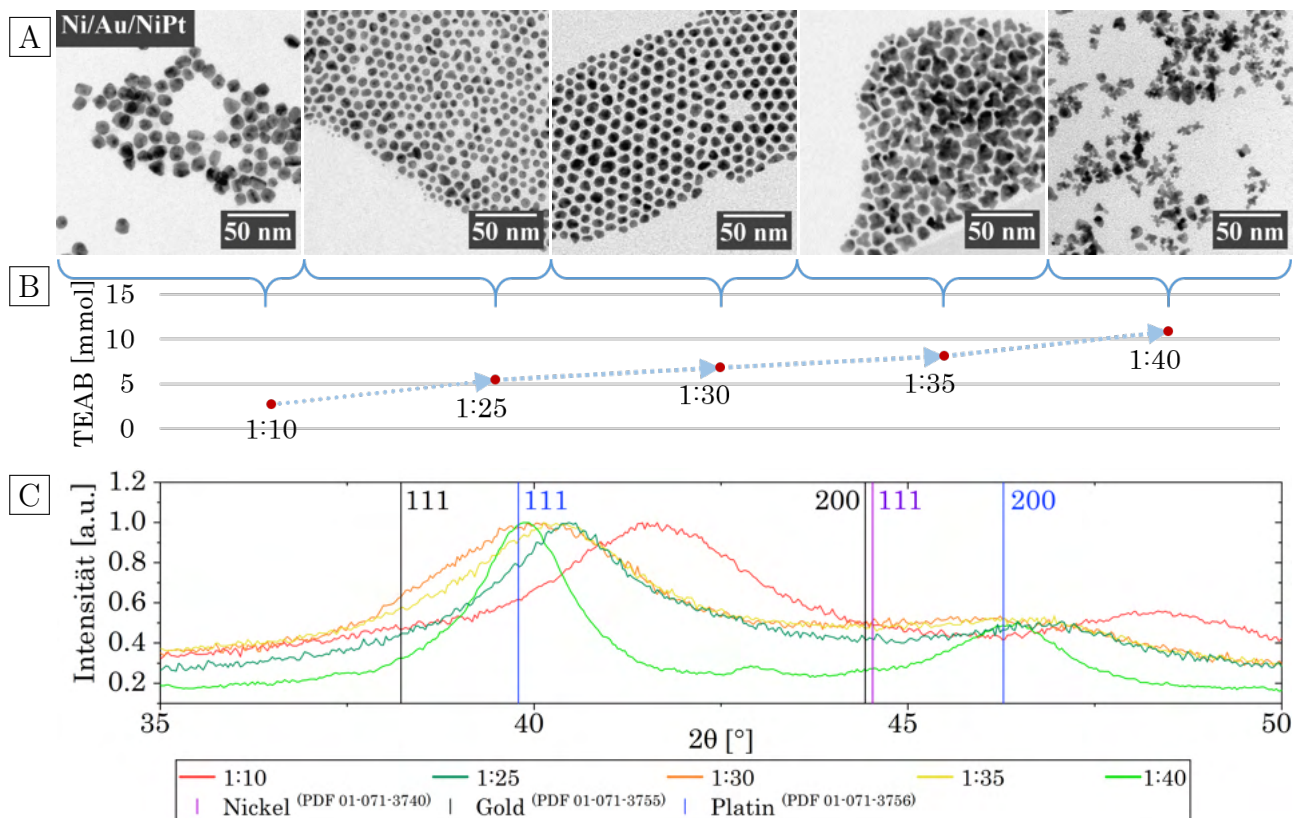 A
Ni/Au/NiPt
50 nm
50 nm
50 nm
50 nm
50 nm
B
TEAB [mmol]
15
10
5
0
1:10
1:25
1:30
1:35
1:40
C
Intensität [a.u.]
1.2
1.0
0.8
0.6
0.4
0.2
111
111
200
111
200
35
40
45
50
2θ [°]
1:10
1:25
1:30
1:35
1:40
Nickel (PDF 01-071-3740)
Gold (PDF 01-071-3755)
Platin (PDF 01-071-3756)